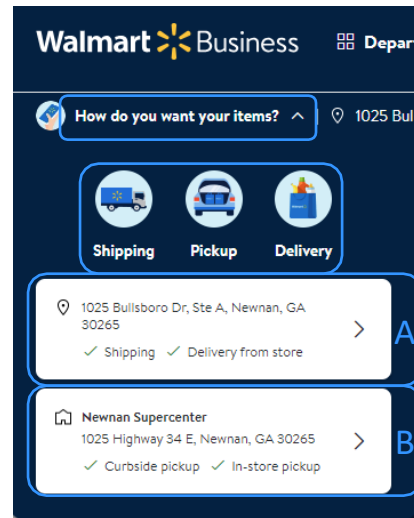 Walmart Business Depar
How do you want your items? 1025 Bul
Shipping Pickup Delivery
1025 Bullsboro Dr, Ste A, Newnan, GA
30265
Shipping Delivery from store
A
Newnan Supercenter
1025 Highway 34 E, Newnan, GA 30265
Curbside pickup In-store pickup
B